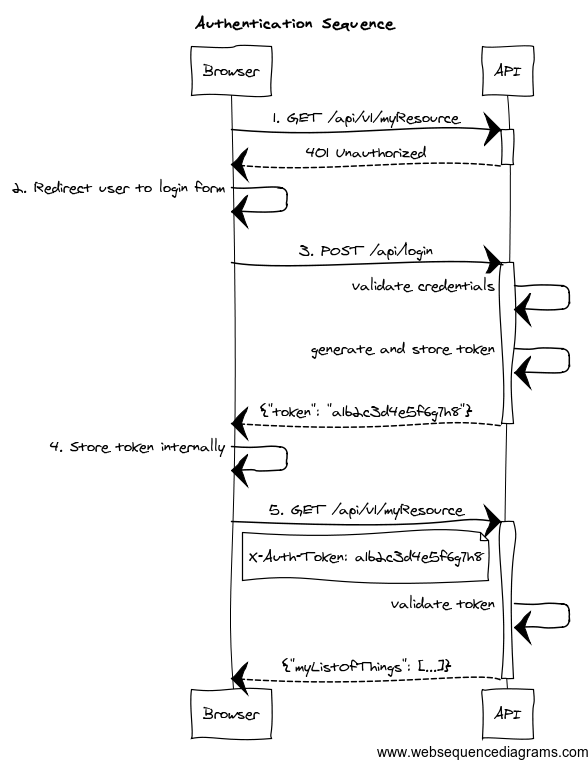 Authentication Sequence
Browser
API
1. GET /api/v1/myResource
401 Unauthorized
2. Redirect user to login form
3. POST /api/login
validate credentials
generate and store token
{"token": "a1b2c3d4e5f6g7h8"}
4. Store token internally
5. GET /api/v1/myResource
X-Auth-Token: a1b2c3d4e5f6g7h8
validate token
{"myListOfThings": [...]}
Browser
API
www.websequencediagrams.com